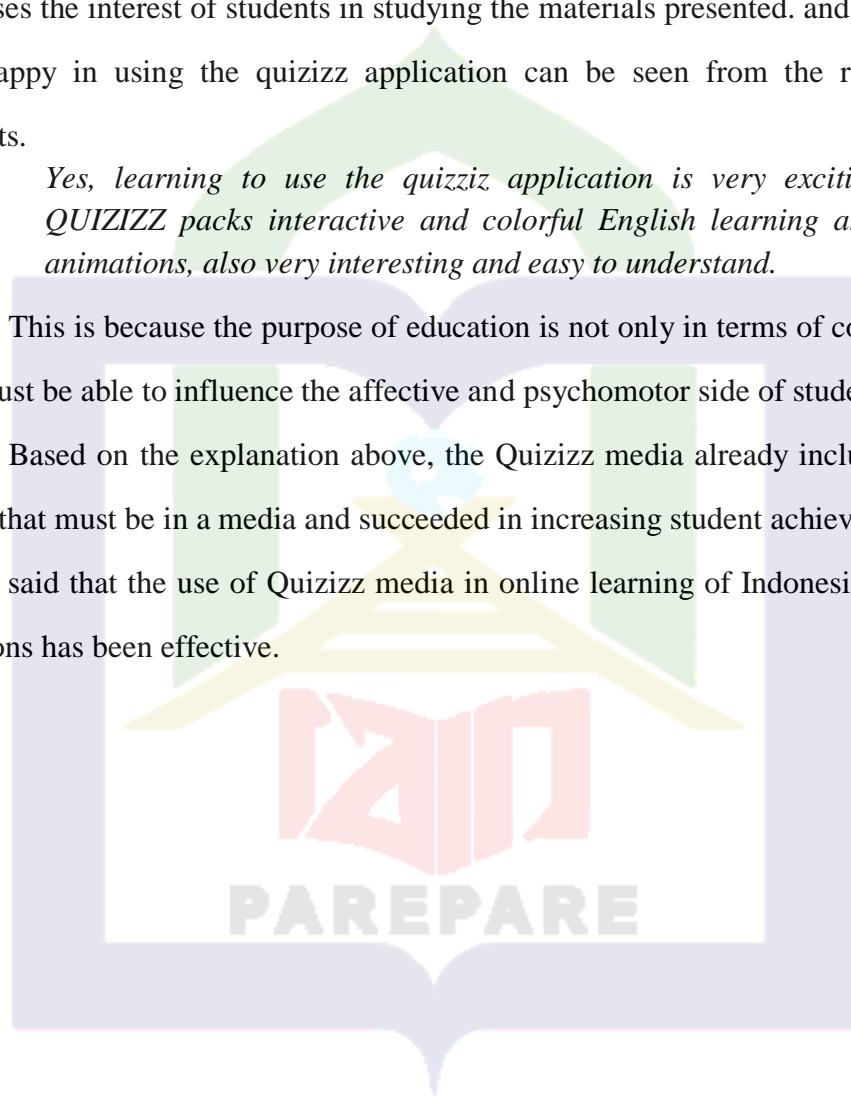 ses the interest of students in studying the materials presented. and
appy in using the quizizz application can be seen from the r
ts.
Yes, learning to use the quizziz application is very exciti
QUIZIZZ packs interactive and colorful English learning a
animations, also very interesting and easy to understand.
This is because the purpose of education is not only in terms of co
ust be able to influence the affective and psychomotor side of stude
Based on the explanation above, the Quizizz media already inclu
that must be in a media and succeeded in increasing student achiev
said that the use of Quizizz media in online learning of Indonesi
ons has been effective.
PAREPARE